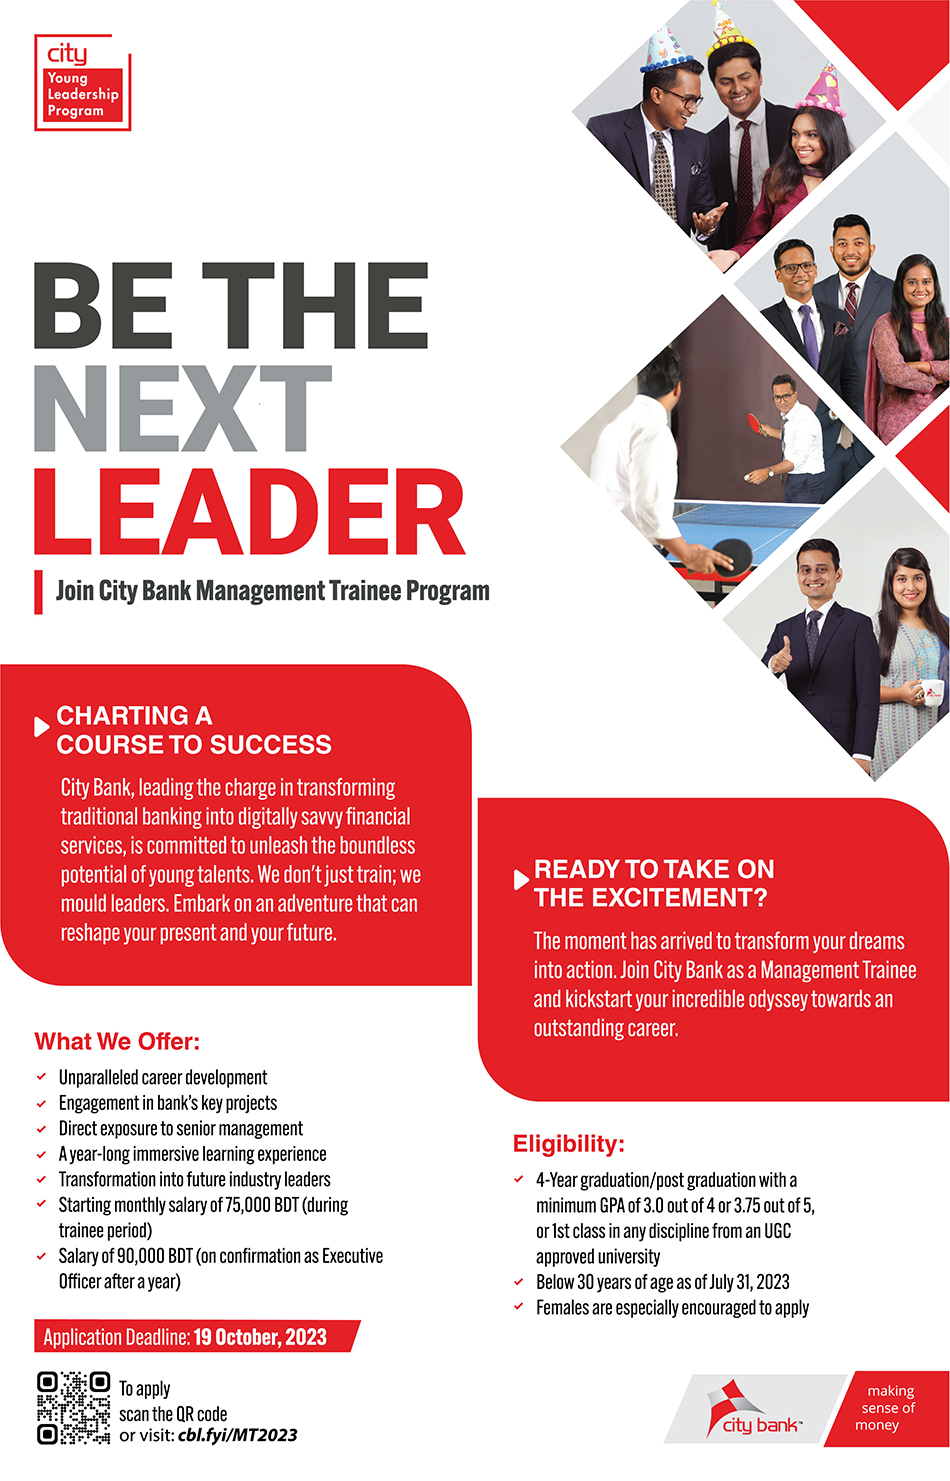 city
Young
Leadership
Program
BE THE
NEXT
LEADER
Join City Bank Management Trainee Program
CHARTING A
COURSE TO SUCCESS
City Bank, leading the charge in transforming
traditional banking into digitally savvy financial
services, is committed to unleash the boundless
potential of young talents. We don't just train; we
mould leaders. Embark on an adventure that can
reshape your present and your future.
READY TO TAKE ON
THE EXCITEMENT?
The moment has arrived to transform your dreams
into action. Join City Bank as a Management Trainee
and kickstart your incredible odyssey towards an
outstanding career.
What We Offer:
Unparalleled career development
Engagement in bank's key projects
Direct exposure to senior management
A year-long immersive learning experience
Transformation into future industry leaders
Starting monthly salary of 75,000 BDT (during
trainee period)
Salary of 90,000 BDT (on confirmation as Executive
Officer after a year)
Eligibility:
4-Year graduation/post graduation with a
minimum GPA of 3.0 out of 4 or 3.75 out of 5,
or 1st class in any discipline from an UGC
approved university
Below 30 years of age as of July 31, 2023
Females are especially encouraged to apply
Application Deadline: 19 October, 2023
To apply
scan the QR code
or visit: cbl.fyi/MT2023
city bank™
making
sense of
money